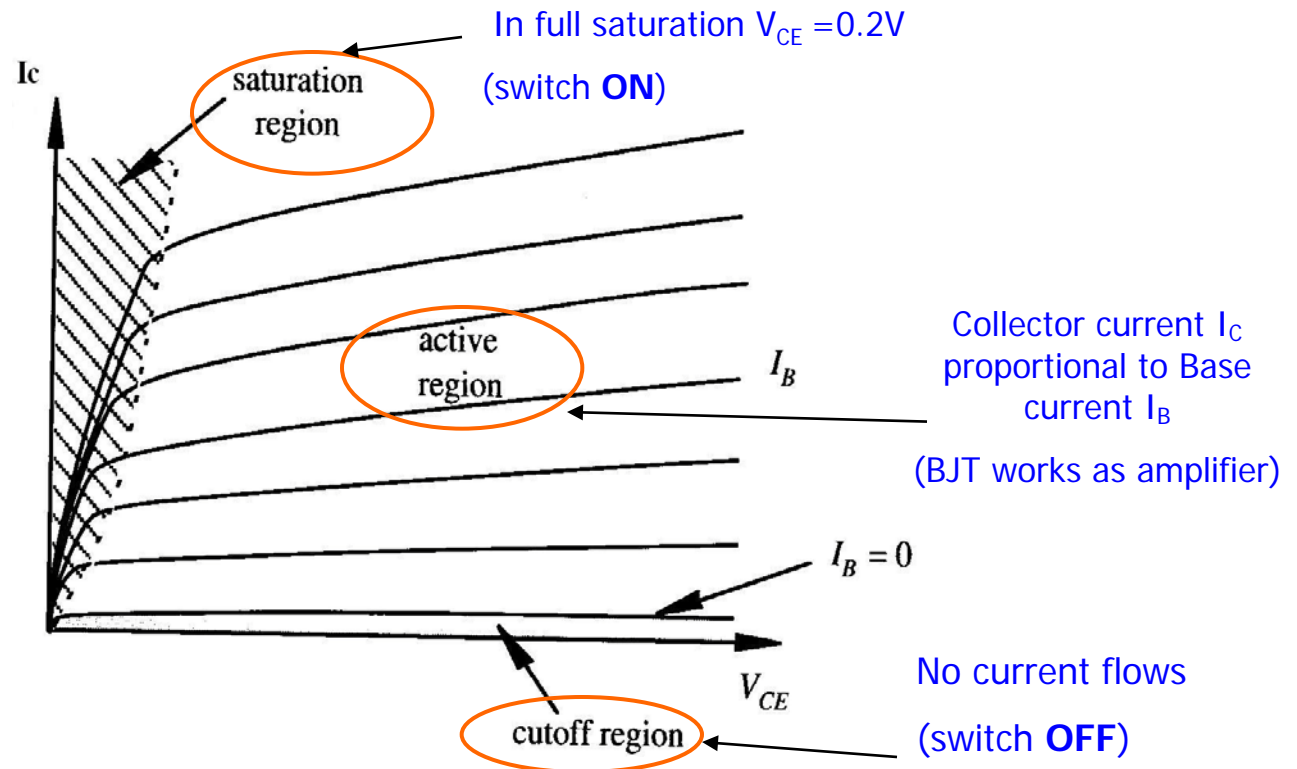 In full saturation V_CE =0.2V
(switch ON)
Ic
saturation
region
active
region
I_B
Collector current I_C
proportional to Base
current I_B
(BJT works as amplifier)
I_B = 0
V_CE
No current flows
(switch OFF)
cutoff region